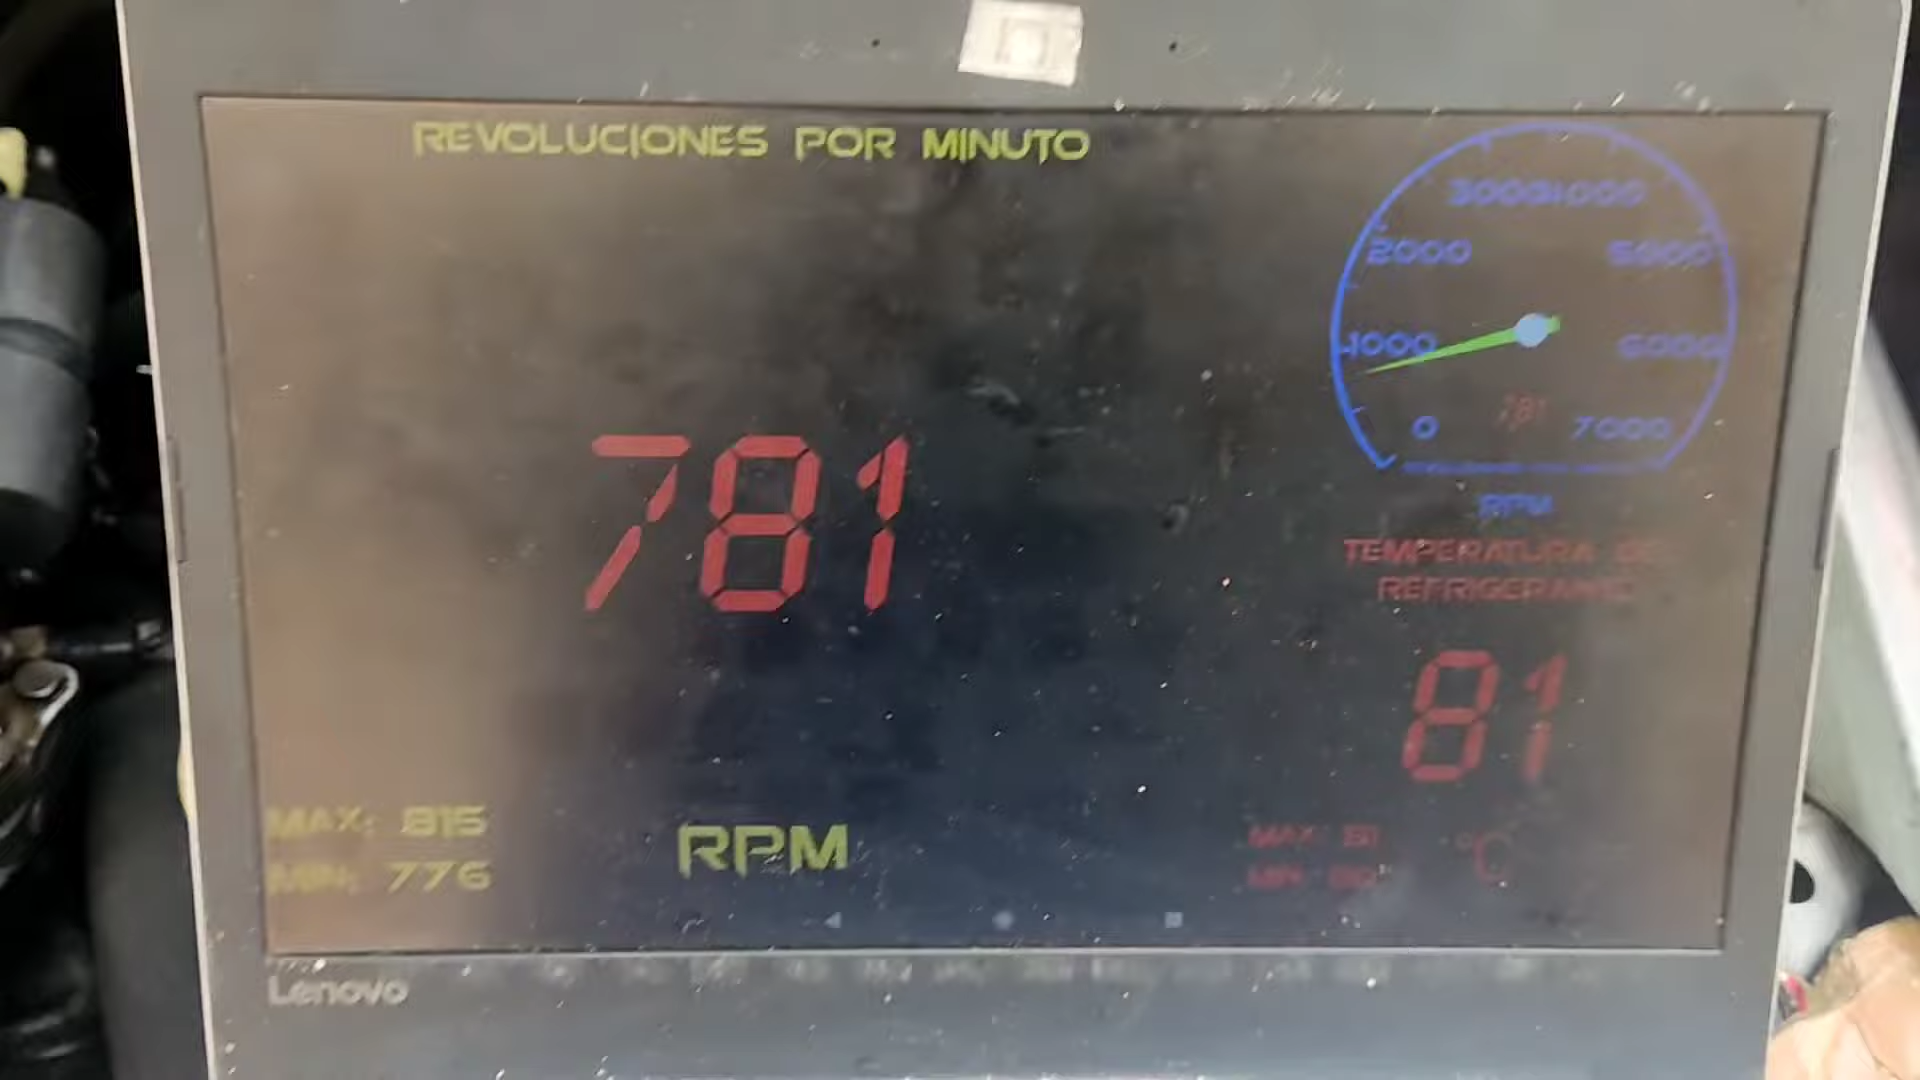 REVOLUCIONES POR MINUTO
3000 4000
2000 5000
1000 6000
0 781 7000
RPM
781
TEMPERATURA DEL
REFRIGERANTE
81
MAX: 815
MIN: 776
RPM
MAX: 81
°C
MIN:
Lenovo